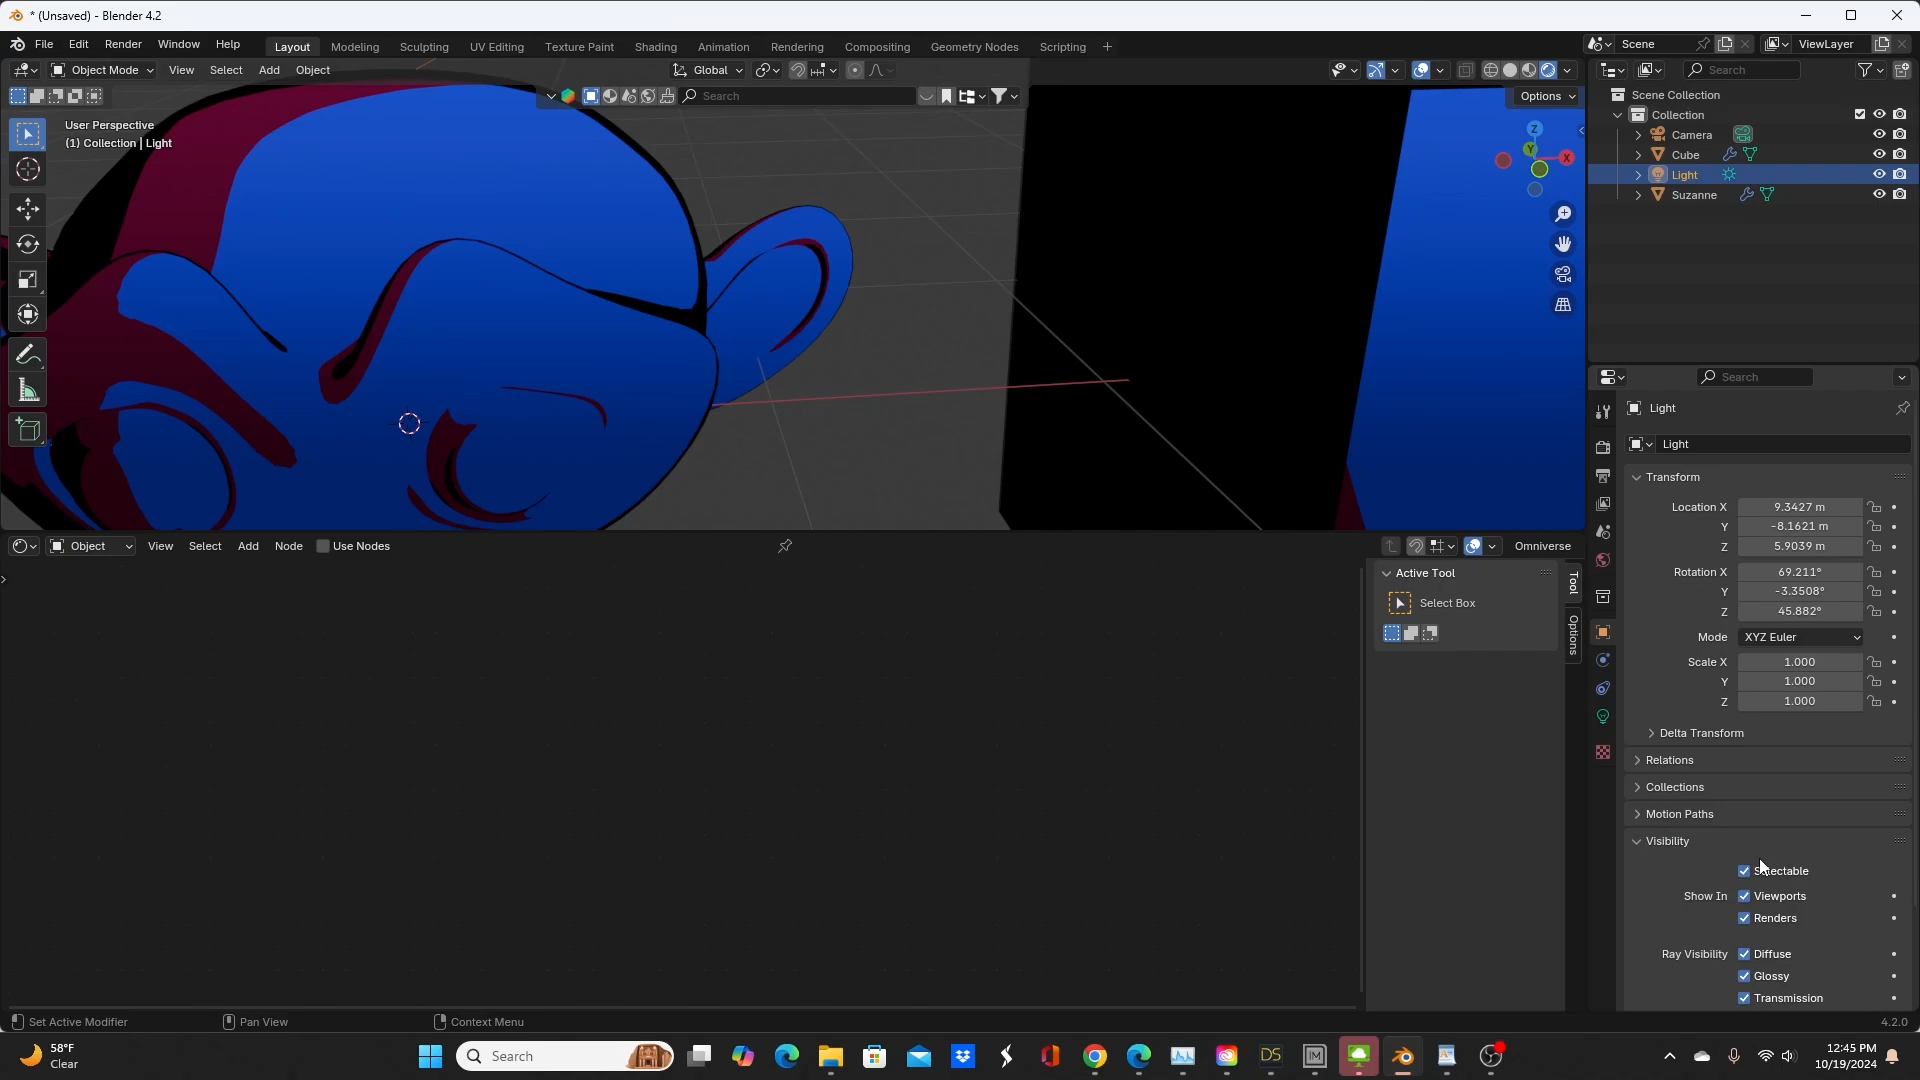 * (Unsaved) - Blender 4.2
File Edit Render Window Help Layout Modeling Sculpting UV Editing Texture Paint Shading Animation Rendering Compositing Geometry Nodes Scripting + Scene ViewLayer
Object Mode View Select Add Object Global Search
Search Options
User Perspective
(1) Collection | Light
Z
Y
X
Scene Collection
Collection
Camera
Cube
Light
Suzanne
Search
Light
Light
Transform
Location X 9.3427 m
Y -8.1621 m
Z 5.9039 m
Rotation X 69.211°
Y -3.3508°
Z 45.882°
Mode XYZ Euler
Scale X 1.000
Y 1.000
Z 1.000
Delta Transform
Relations
Collections
Motion Paths
Visibility
Selectable
Show In Viewports
Renders
Ray Visibility Diffuse
Glossy
Transmission
Object View Select Add Node Use Nodes Omniverse
Active Tool
Select Box
Tool
Options
Set Active Modifier Pan View Context Menu 4.2.0
58°F
Clear
Search
DS
IM
12:45 PM
10/19/2024